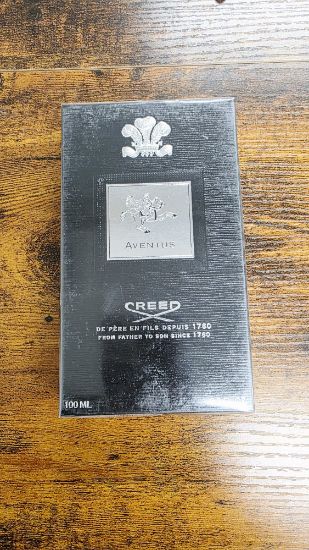 AVENTUS
CREED
DE PÈRE EN FILS DEPUIS 1760
FROM FATHER TO SON SINCE 1760
100 ML